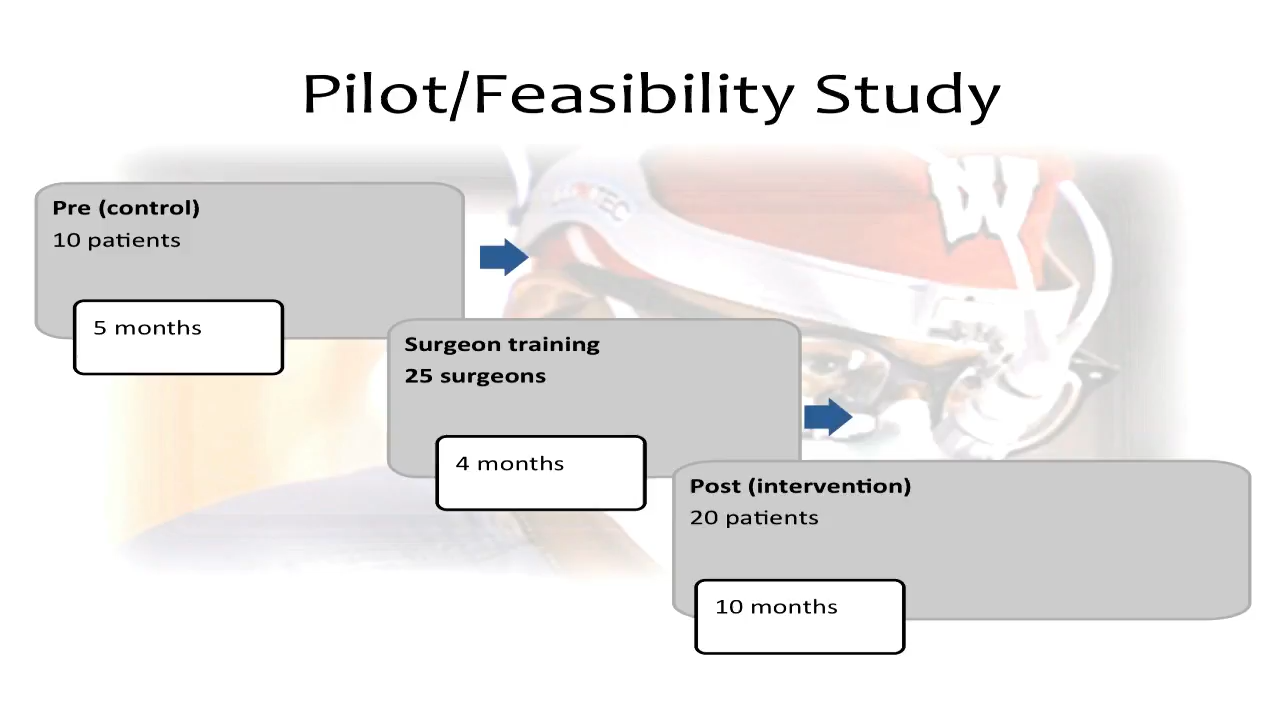 Pilot/Feasibility Study
Pre (control)
10 patients
5 months
Surgeon training
25 surgeons
4 months
Post (intervention)
20 patients
10 months
W